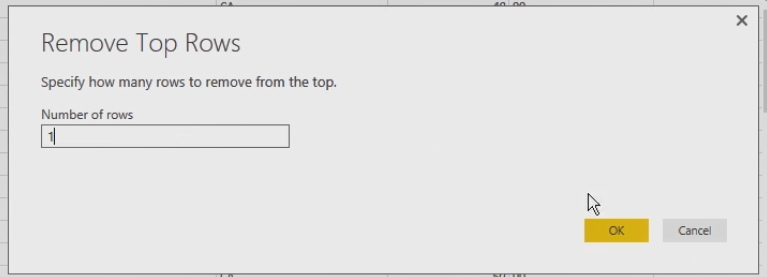 Remove Top Rows
Specify how many rows to remove from the top.
Number of rows
1
OK
Cancel